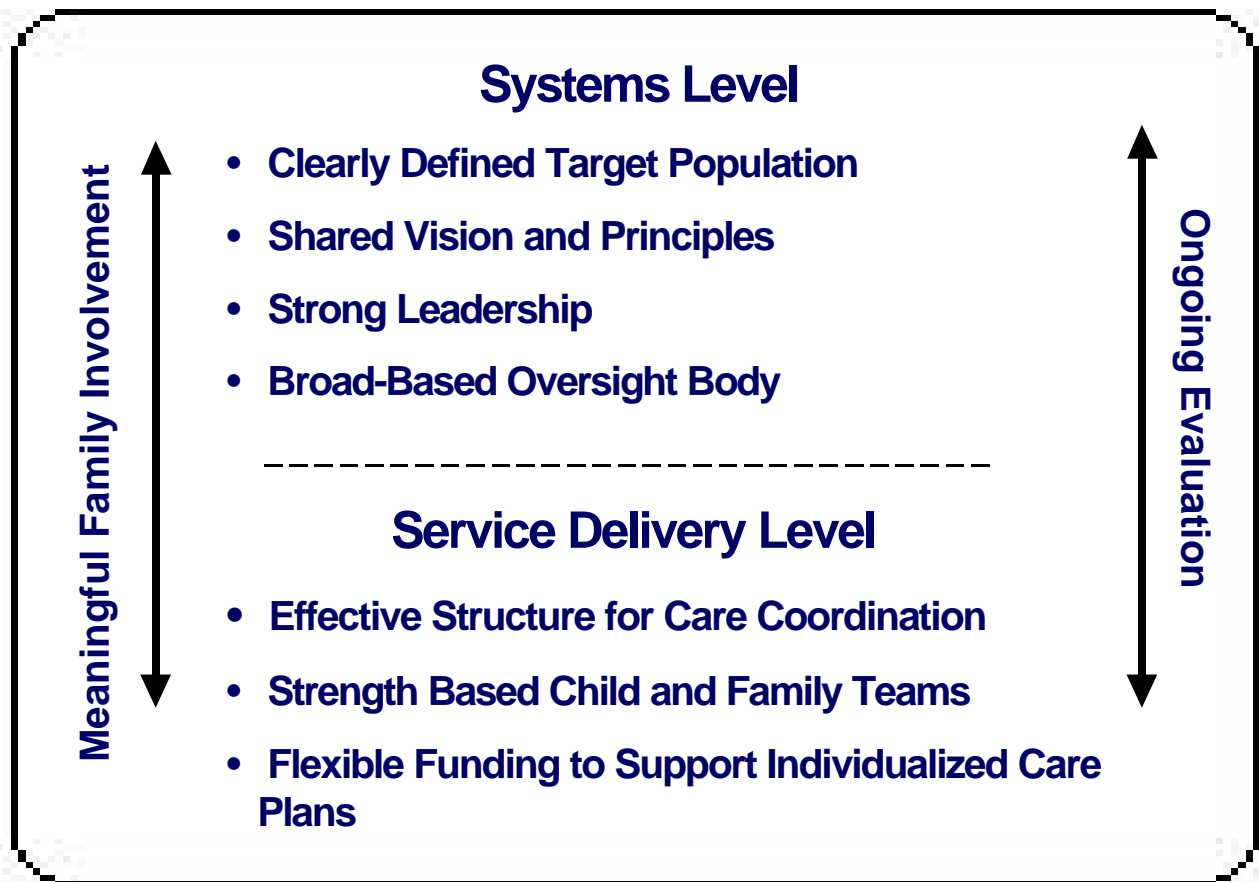 Systems Level
Meaningful Family Involvement
• Clearly Defined Target Population
• Shared Vision and Principles
• Strong Leadership
• Broad-Based Oversight Body
Ongoing Evaluation
Service Delivery Level
• Effective Structure for Care Coordination
• Strength Based Child and Family Teams
• Flexible Funding to Support Individualized Care
Plans